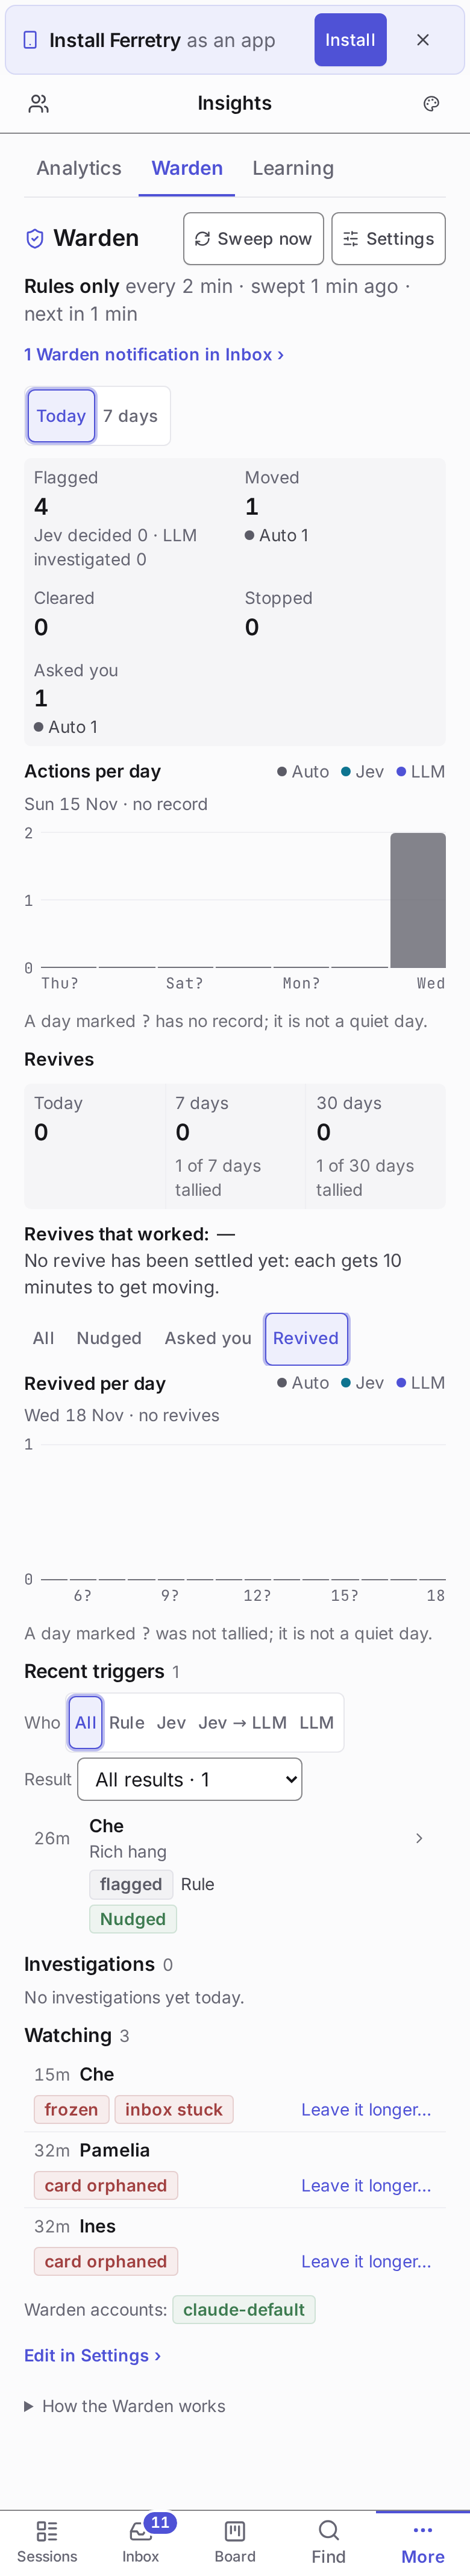 Install Ferretry as an app
Install
Insights
Analytics Warden Learning
Warden
Sweep now
Settings
Rules only every 2 min · swept 1 min ago ·
next in 1 min
1 Warden notification in Inbox ›
Today 7 days
Flagged Moved
4 1
Jev decided 0 · LLM
investigated 0
Auto 1
Cleared Stopped
0 0
Asked you
1
Auto 1
Actions per day Auto Jev LLM
Sun 15 Nov · no record
2
1
0
Thu? Sat? Mon? Wed
A day marked ? has no record; it is not a quiet day.
Revives
Today 7 days 30 days
0 0 0
1 of 7 days
tallied
1 of 30 days
tallied
Revives that worked: —
No revive has been settled yet: each gets 10
minutes to get moving.
All Nudged Asked you Revived
Revived per day Auto Jev LLM
Wed 18 Nov · no revives
1
0
6? 9? 12? 15? 18
A day marked ? was not tallied; it is not a quiet day.
Recent triggers 1
Who All Rule Jev Jev → LLM LLM
Result All results · 1
26m Che
Rich hang
flagged Rule
Nudged
Investigations 0
No investigations yet today.
Watching 3
15m Che
frozen inbox stuck Leave it longer...
32m Pamelia
card orphaned Leave it longer...
32m Ines
card orphaned Leave it longer...
Warden accounts: claude-default
Edit in Settings ›
How the Warden works
11
Sessions Inbox Board Find More